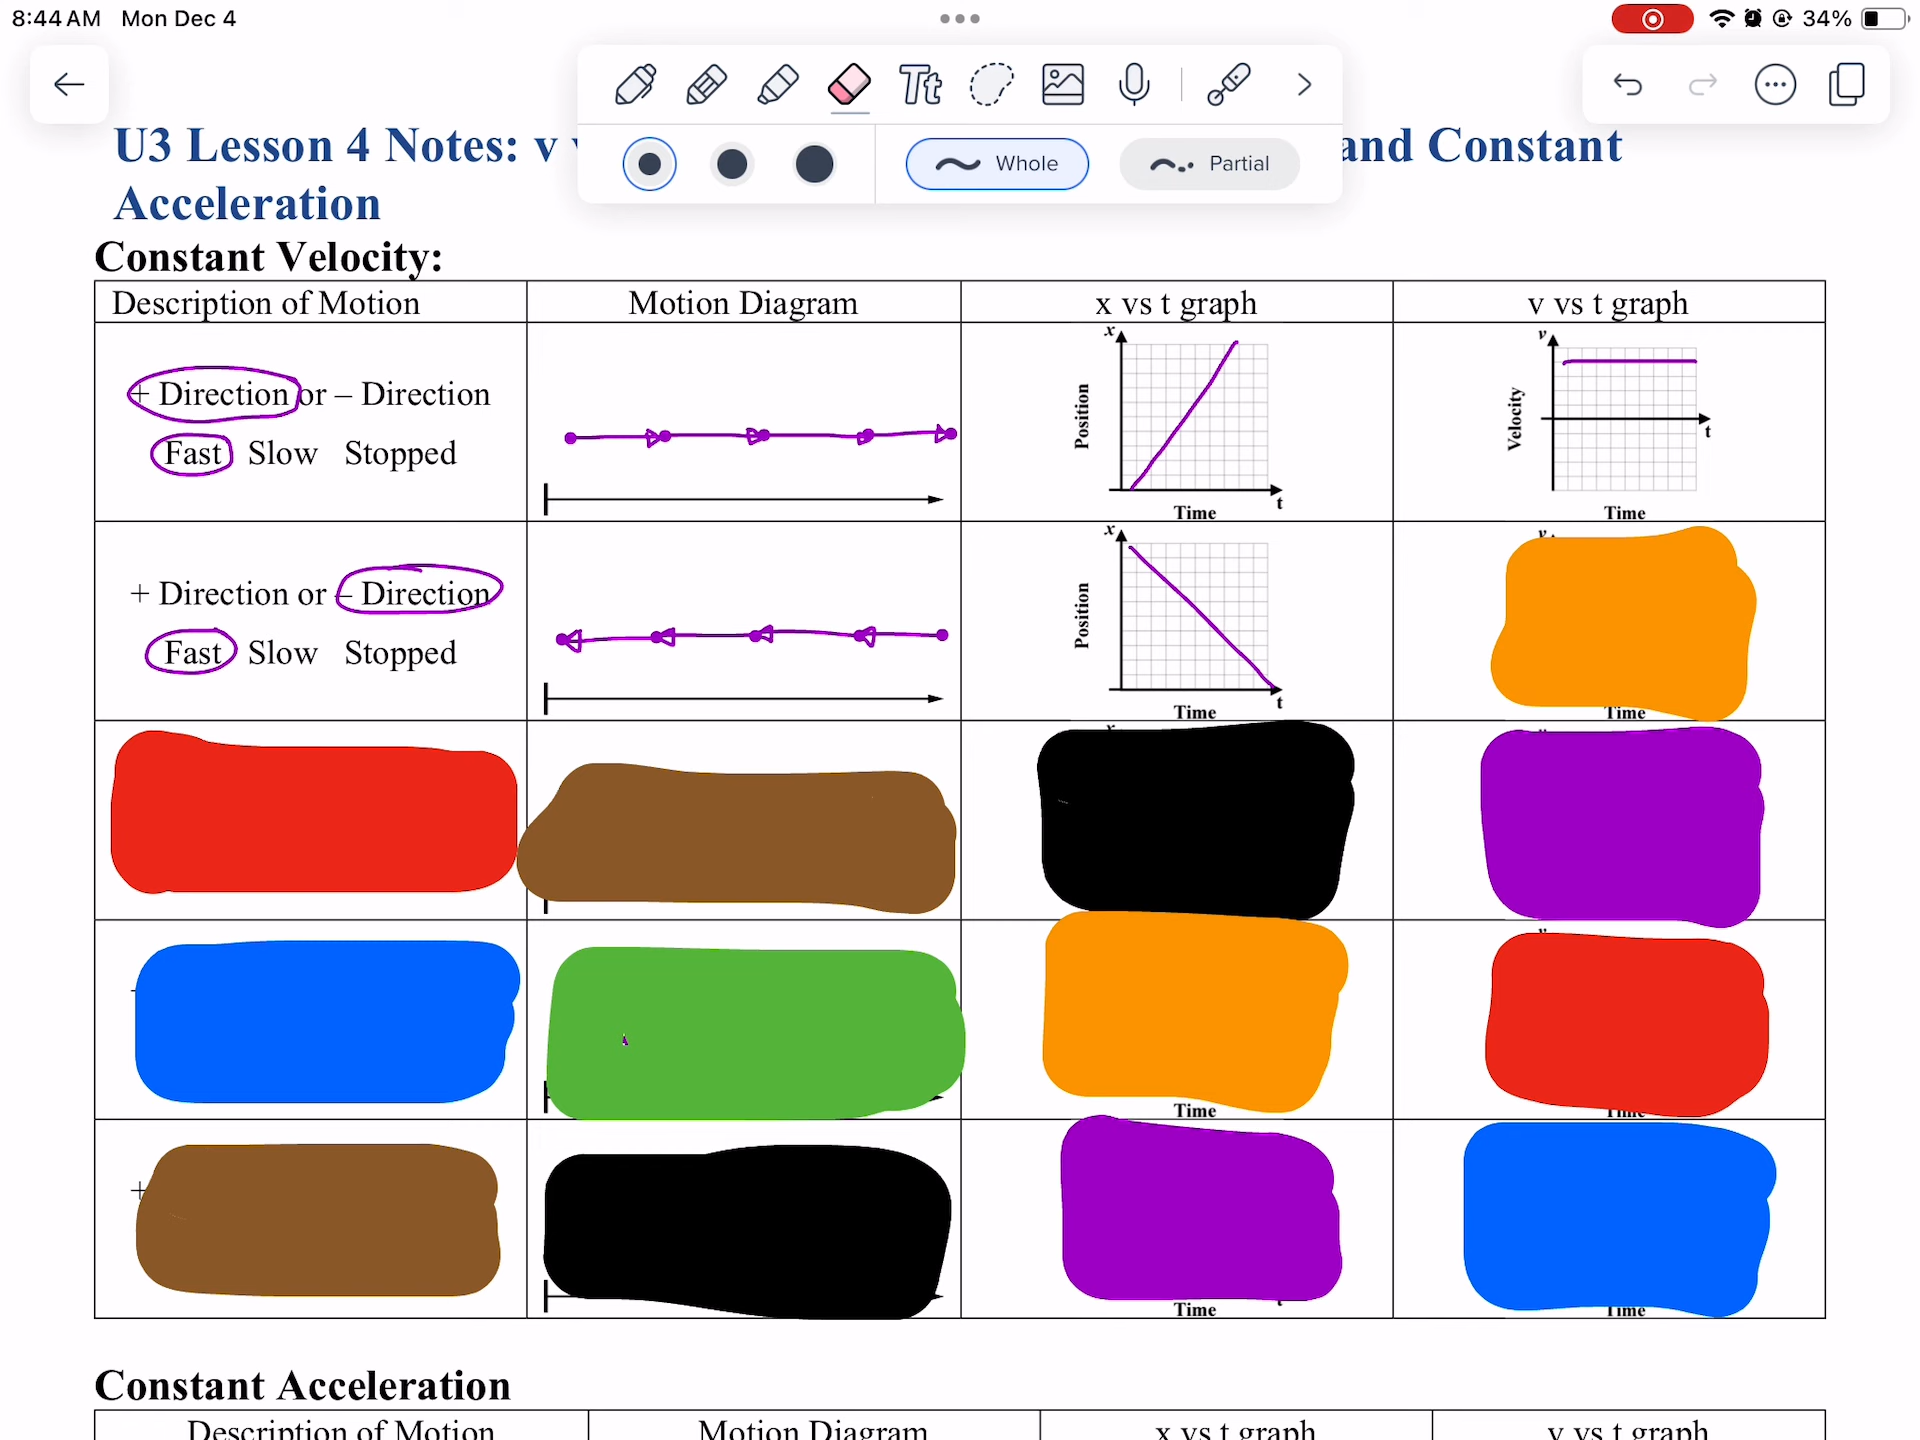 8:44 AM Mon Dec 4
34%
Tt
Whole Partial
U3 Lesson 4 Notes: v and Constant
Acceleration
Constant Velocity:
Description of Motion Motion Diagram x vs t graph v vs t graph
+ Direction or – Direction
Fast Slow Stopped
x
Position
t
Time
v
Velocity
t
Time
+ Direction or – Direction
Fast Slow Stopped
x
Position
t
Time
Time
Time
Time
Time
+
Time
Time
Constant Acceleration
Description of Motion Motion Diagram x vs t graph v vs t graph